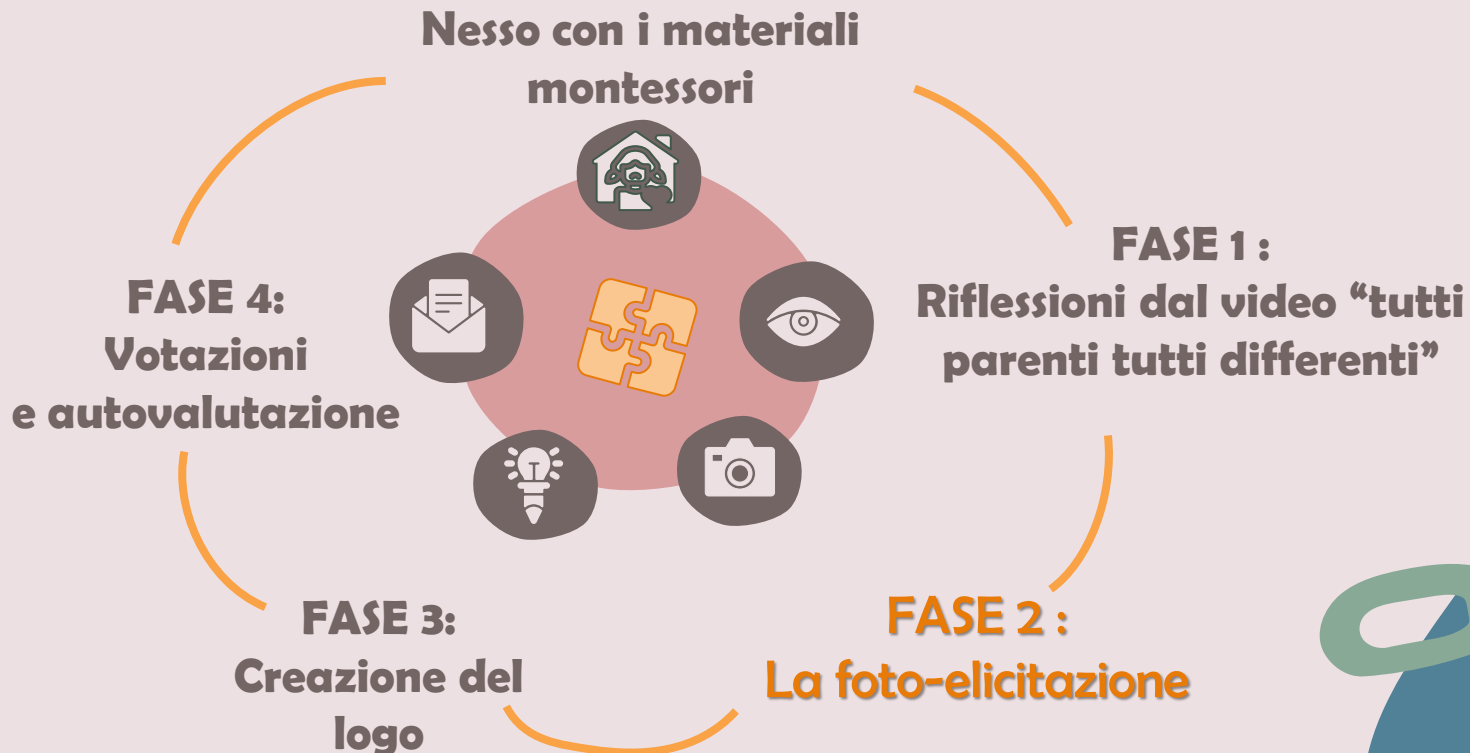 Nesso con i materiali
montessori
FASE 1 :
Riflessioni dal video “tutti
parenti tutti differenti”
FASE 2 :
La foto-elicitazione
FASE 3:
Creazione del
logo
FASE 4:
Votazioni
e autovalutazione